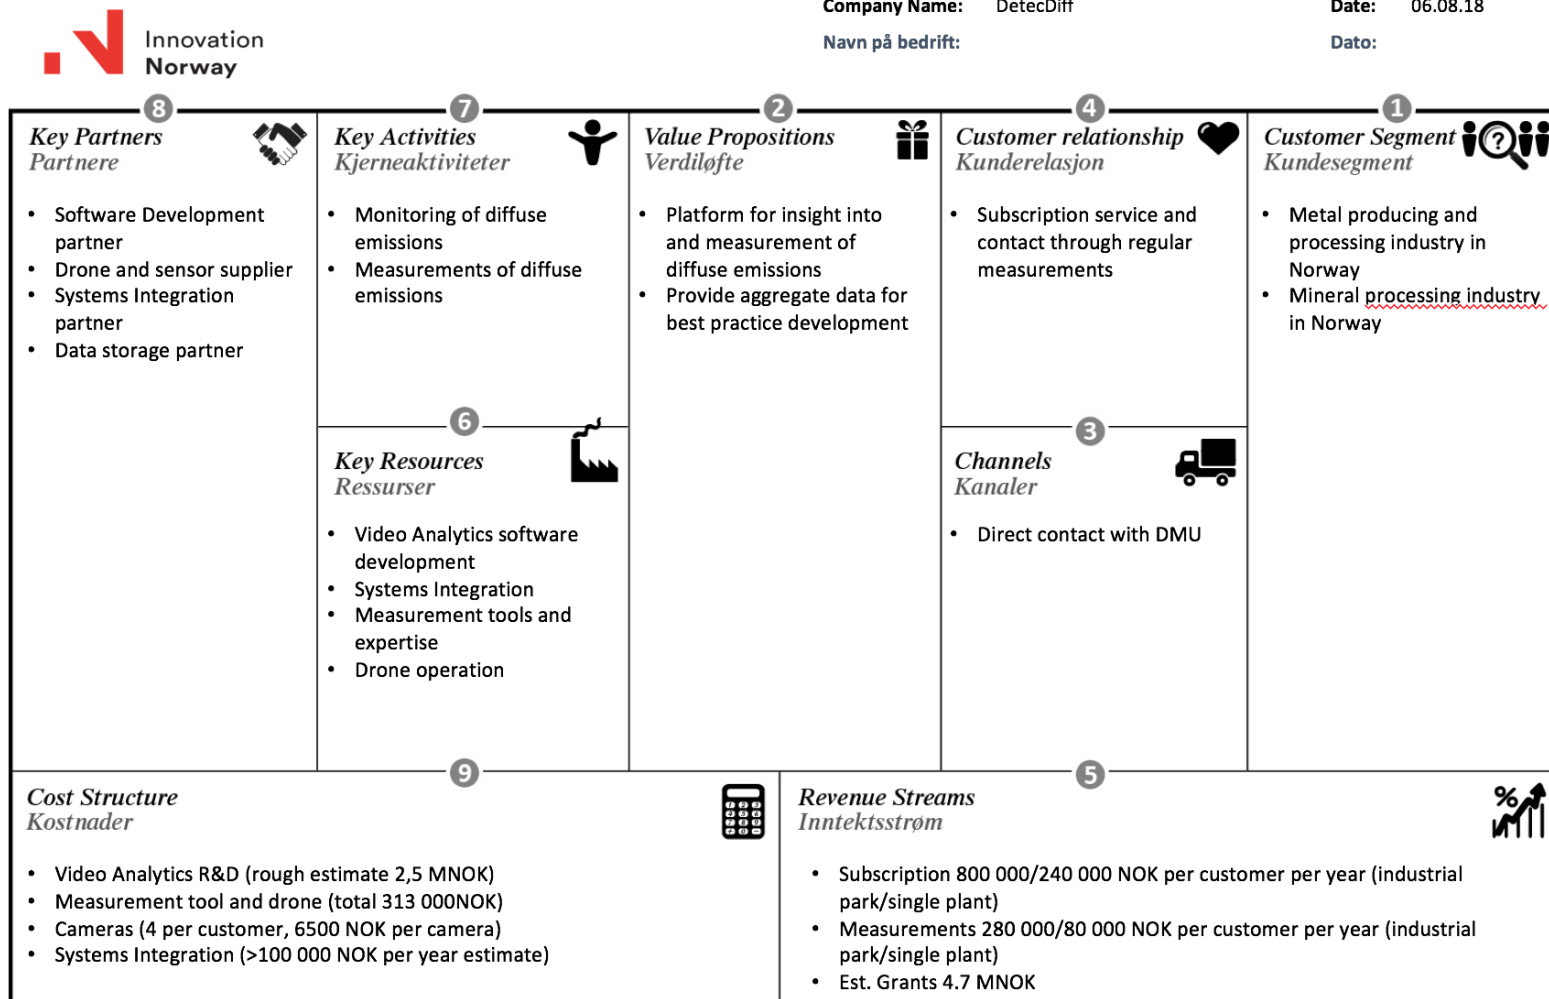 Company Name: DetecDiff
Date: 06.08.18
Innovation
Norway
Navn på bedrift:
Dato:
8
Key Partners
Partnere
• Software Development
partner
• Drone and sensor supplier
• Systems Integration
partner
• Data storage partner
7
Key Activities
Kjerneaktiviteter
• Monitoring of diffuse
emissions
• Measurements of diffuse
emissions
6
Key Resources
Ressurser
• Video Analytics software
development
• Systems Integration
• Measurement tools and
expertise
• Drone operation
2
Value Propositions
Verdiløfte
• Platform for insight into
and measurement of
diffuse emissions
• Provide aggregate data for
best practice development
4
Customer relationship
Kunderelasjon
• Subscription service and
contact through regular
measurements
3
Channels
Kanaler
• Direct contact with DMU
1
Customer Segment
Kundesegment
• Metal producing and
processing industry in
Norway
• Mineral processing industry
in Norway
9
Cost Structure
Kostnader
• Video Analytics R&D (rough estimate 2,5 MNOK)
• Measurement tool and drone (total 313 000NOK)
• Cameras (4 per customer, 6500 NOK per camera)
• Systems Integration (>100 000 NOK per year estimate)
5
Revenue Streams
Inntektsstrøm
%
• Subscription 800 000/240 000 NOK per customer per year (industrial
park/single plant)
• Measurements 280 000/80 000 NOK per customer per year (industrial
park/single plant)
• Est. Grants 4.7 MNOK